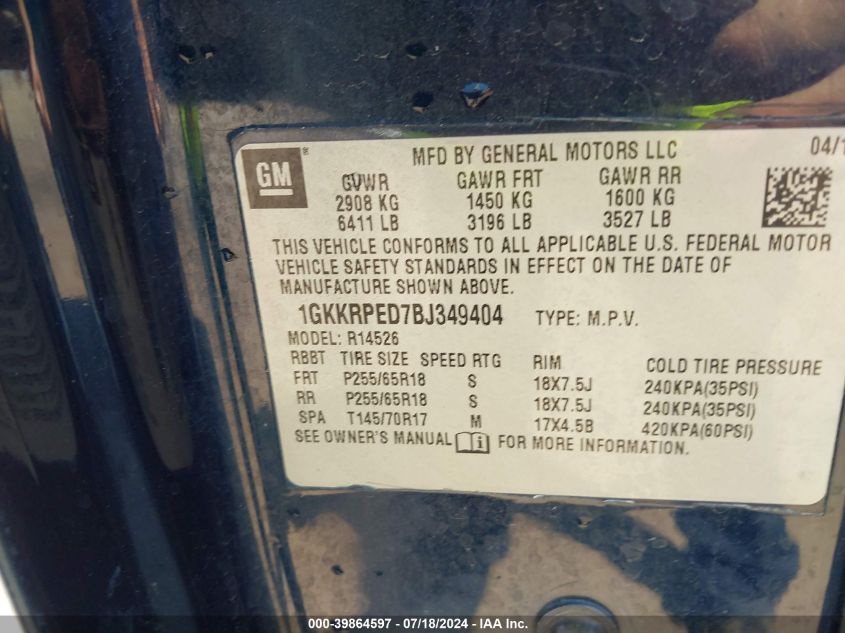 GM ® MFD BY GENERAL MOTORS LLC 04/1
GVWR GAWR FRT GAWR RR
2908 KG 1450 KG 1600 KG
6411 LB 3196 LB 3527 LB
THIS VEHICLE CONFORMS TO ALL APPLICABLE U.S. FEDERAL MOTOR
VEHICLE SAFETY STANDARDS IN EFFECT ON THE DATE OF
MANUFACTURE SHOWN ABOVE.
1GKKRPED7BJ349404 TYPE: M.P.V.
MODEL: R14526
RBBT TIRE SIZE SPEED RTG RIM COLD TIRE PRESSURE
FRT P255/65R18 S 18X7.5J 240KPA(35PSI)
RR P255/65R18 S 18X7.5J 240KPA(35PSI)
SPA T145/70R17 M 17X4.5B 420KPA(60PSI)
SEE OWNER'S MANUAL i FOR MORE INFORMATION.
000-39864597 - 07/18/2024 - IAA Inc.